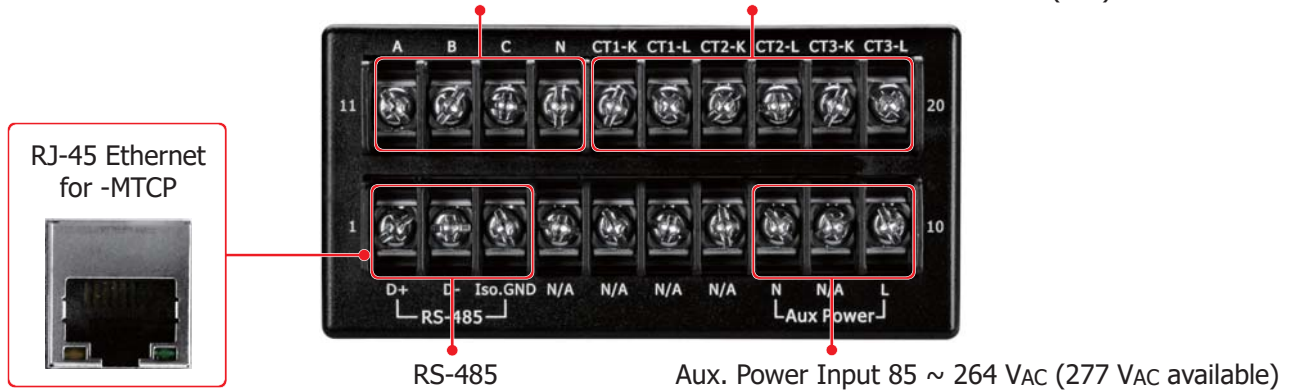 A B C N CT1-K CT1-L CT2-K CT2-L CT3-K CT3-L
11 20
RJ-45 Ethernet
for -MTCP
1 10
D+ D- Iso.GND N/A N/A N/A N/A N N/A L
RS-485 Aux Power
RS-485 Aux. Power Input 85 ~ 264 VAC (277 VAC available)